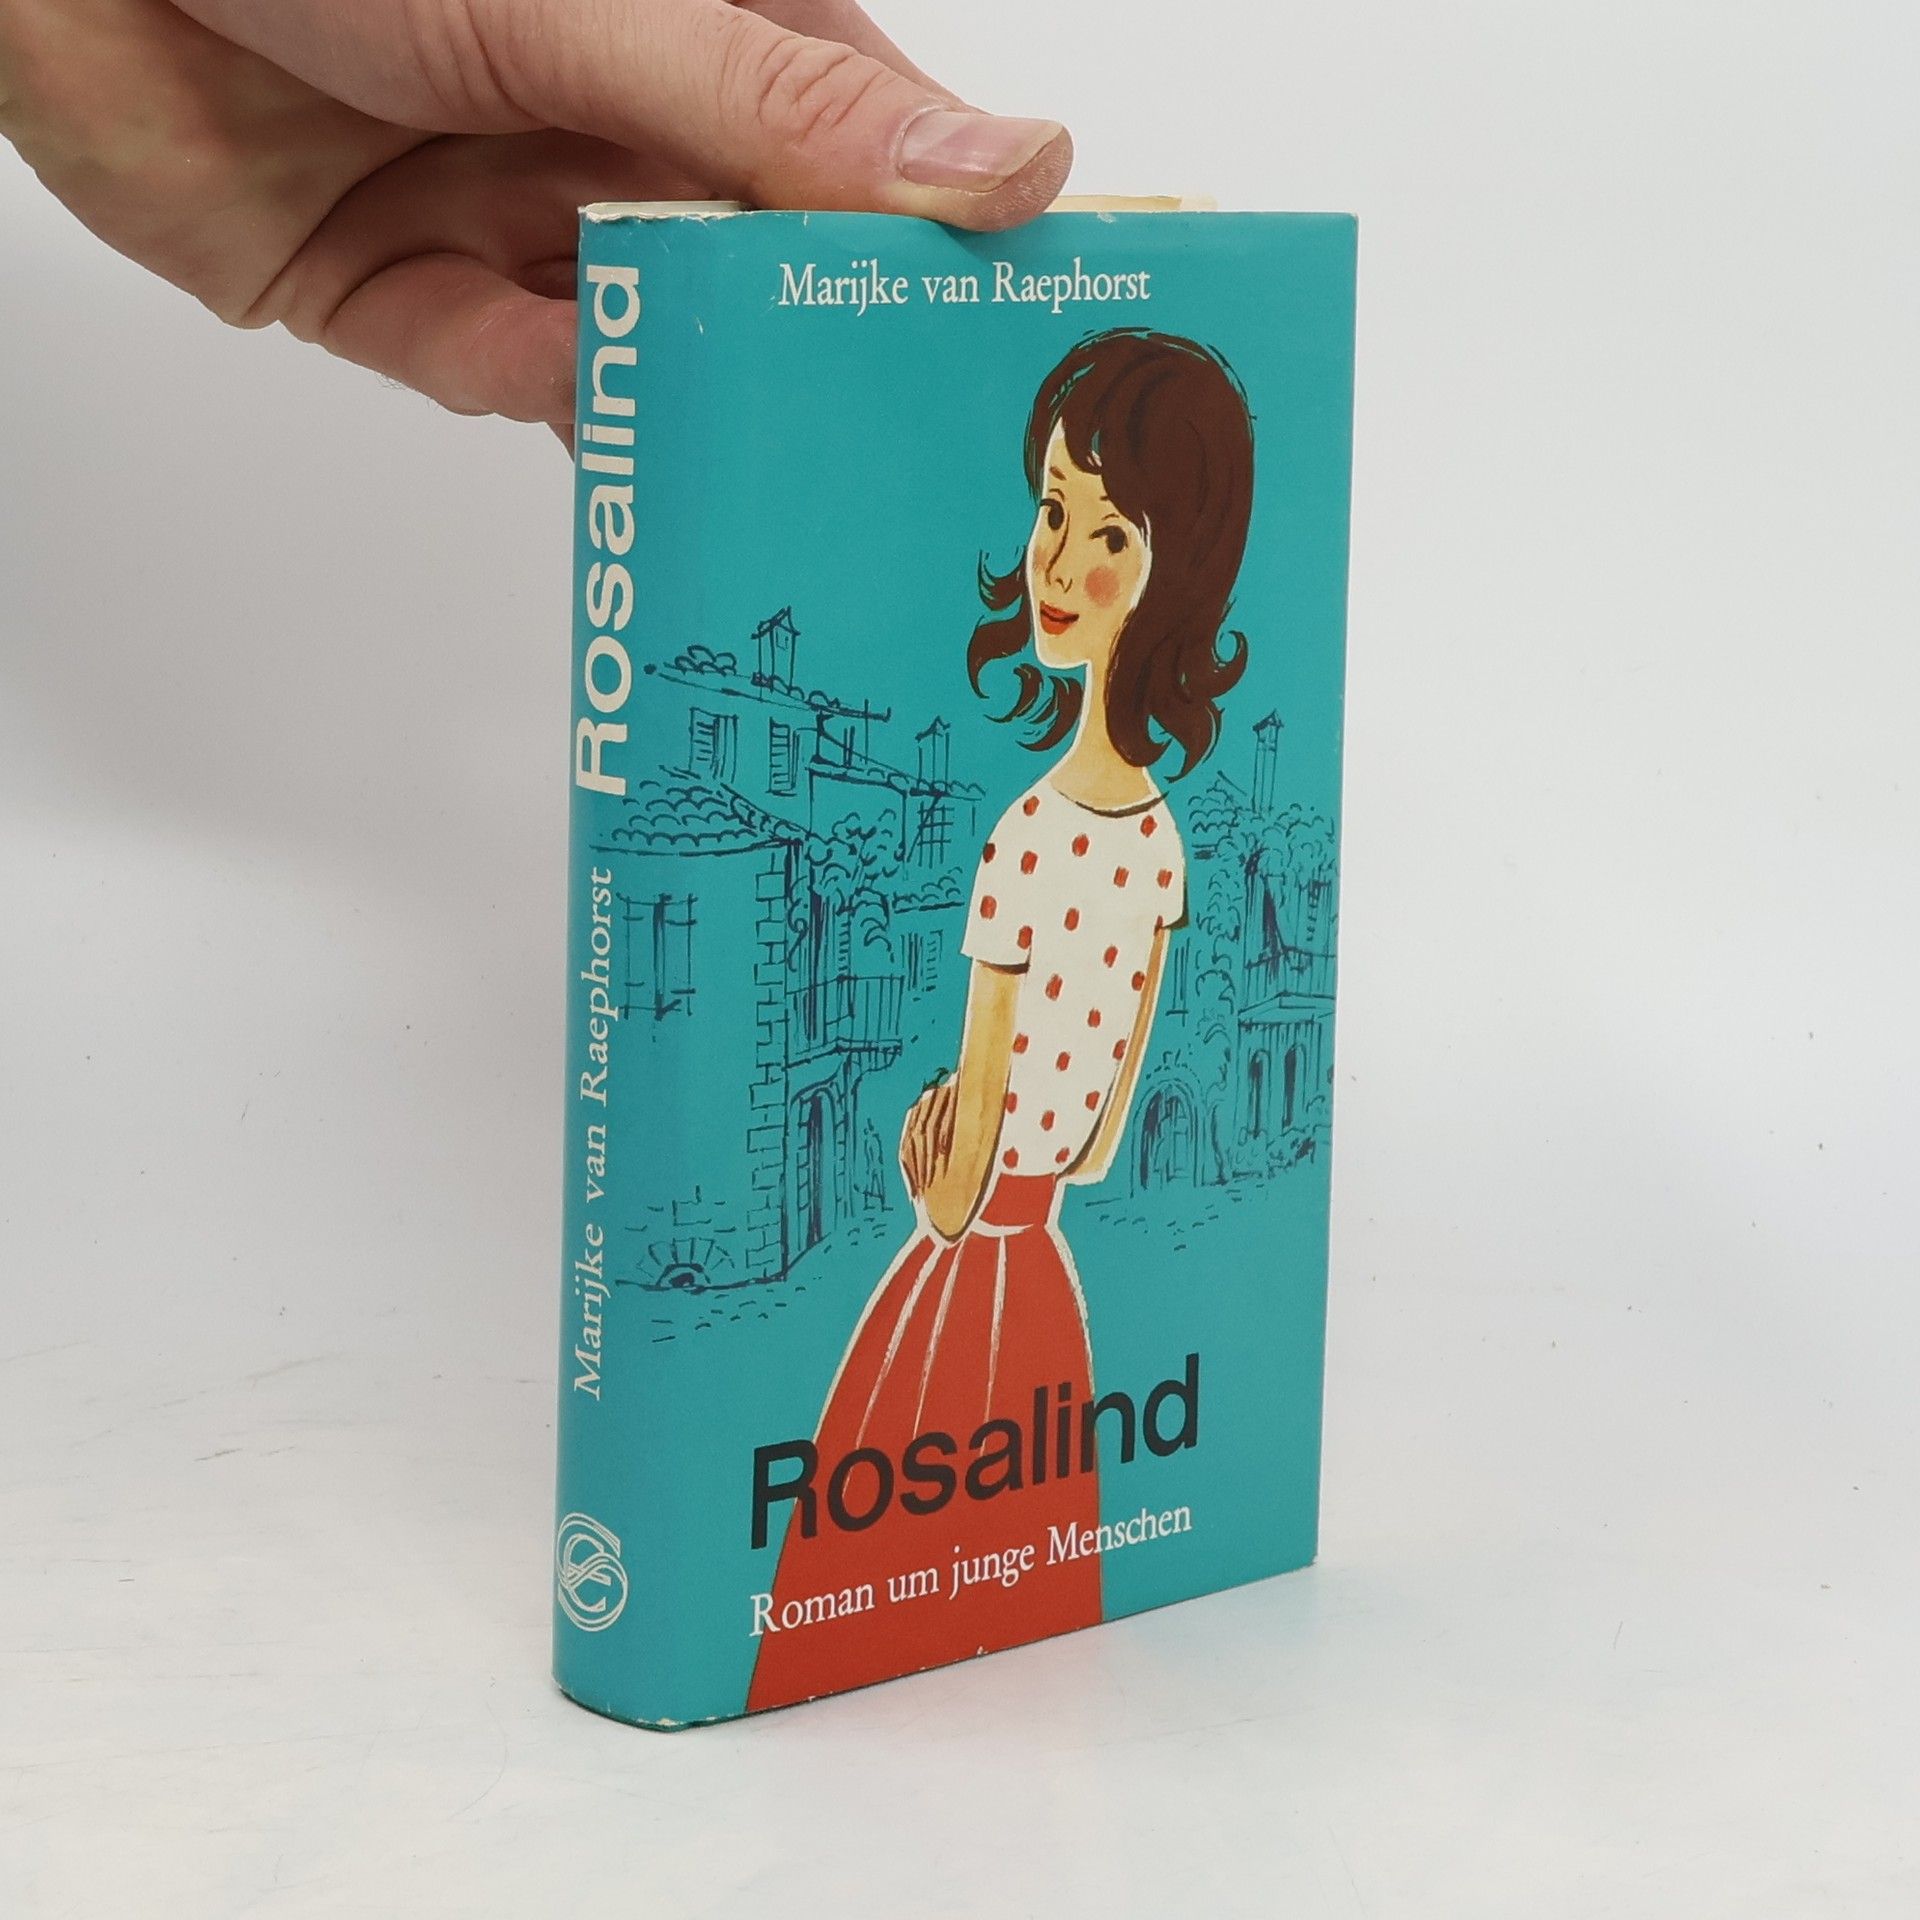 Rosalind
Marijke van Raephorst
Marijke van Raephorst
Rosalind
Roman um junge Menschen